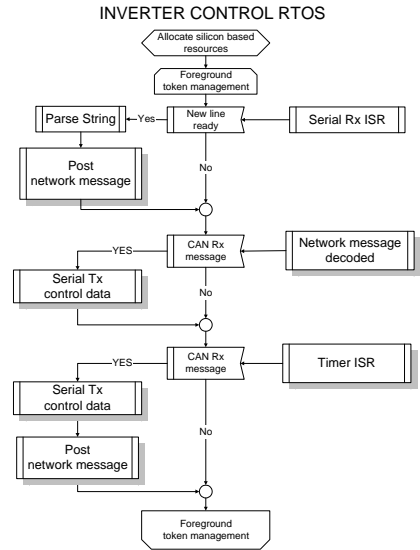 INVERTER CONTROL RTOS
Allocate silicon based
resources
Foreground
token management
Parse String
Yes
New line
ready
Serial Rx ISR
Post
network message
No
YES
CAN Rx
message
Network message
decoded
Serial Tx
control data
No
YES
CAN Rx
message
Timer ISR
Serial Tx
control data
No
Post
network message
Foreground
token management